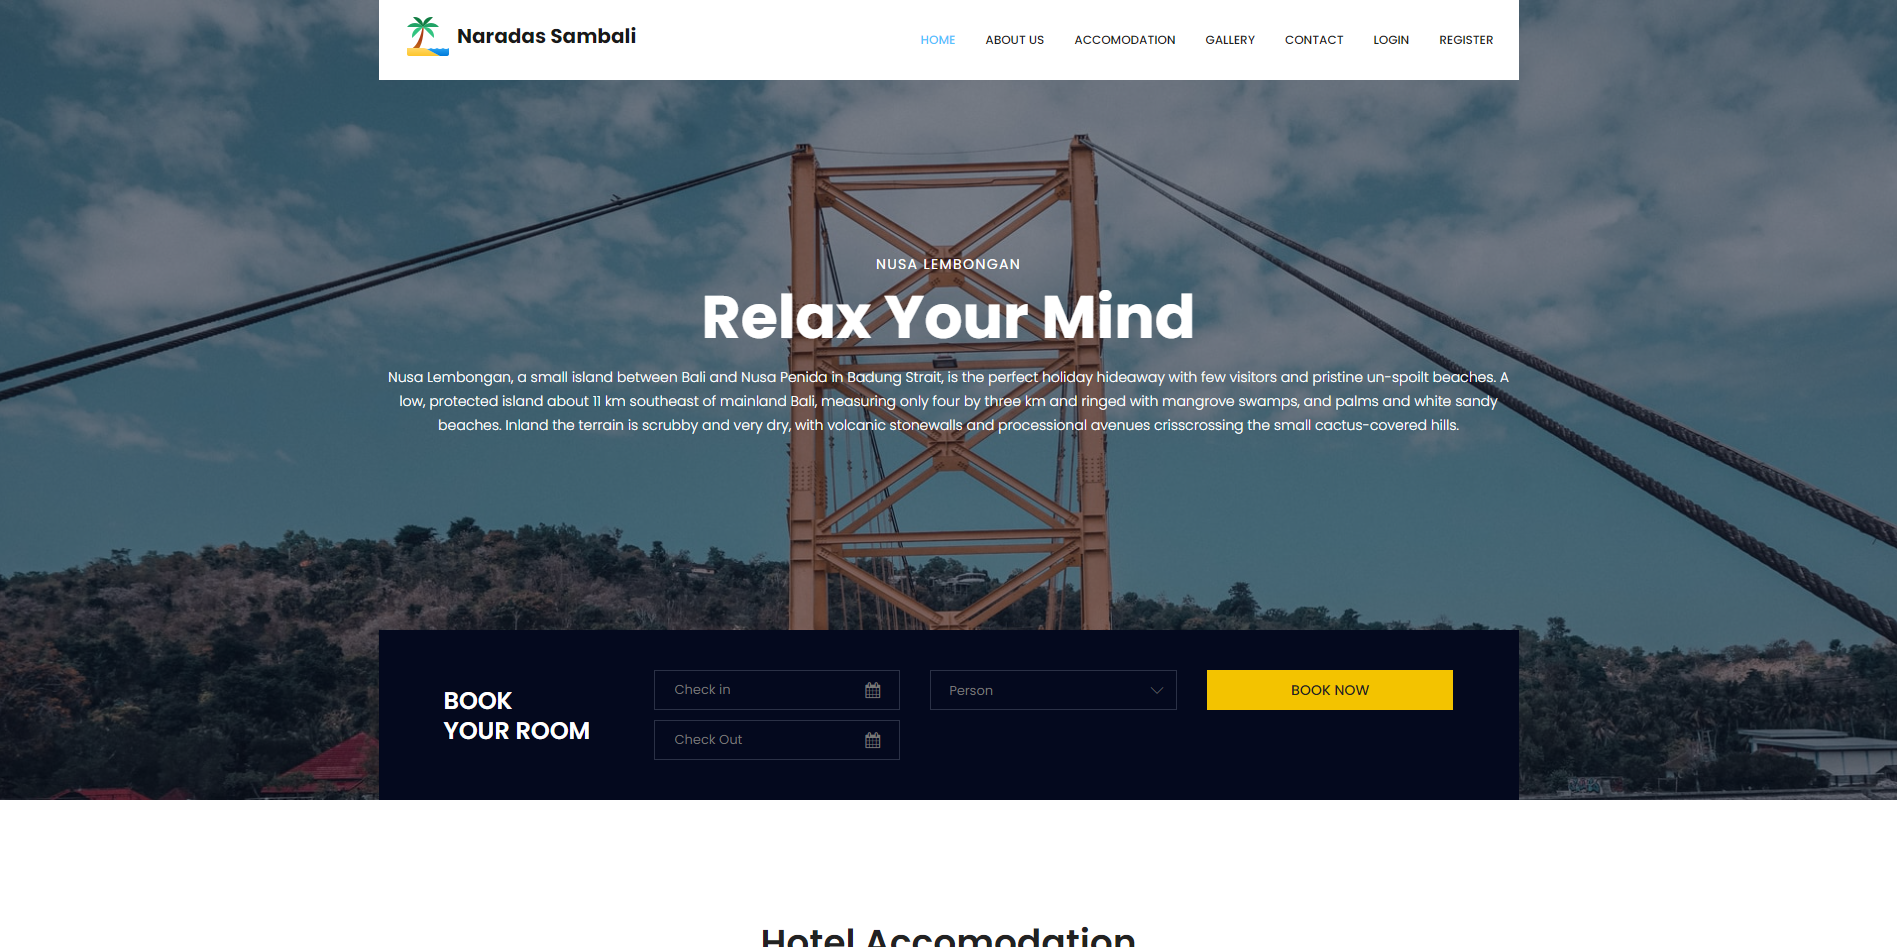 Naradas Sambali
HOME ABOUT US ACCOMODATION GALLERY CONTACT LOGIN REGISTER
NUSA LEMBONGAN
Relax Your Mind
Nusa Lembongan, a small island between Bali and Nusa Penida in Badung Strait, is the perfect holiday hideaway with few visitors and pristine un-spoilt beaches. A
low, protected island about 11 km southeast of mainland Bali, measuring only four by three km and ringed with mangrove swamps, and palms and white sandy
beaches. Inland the terrain is scrubby and very dry, with volcanic stonewalls and processional avenues crisscrossing the small cactus-covered hills.
BOOK
YOUR ROOM
Check in
Check Out
Person
BOOK NOW
Hotel Accomodation